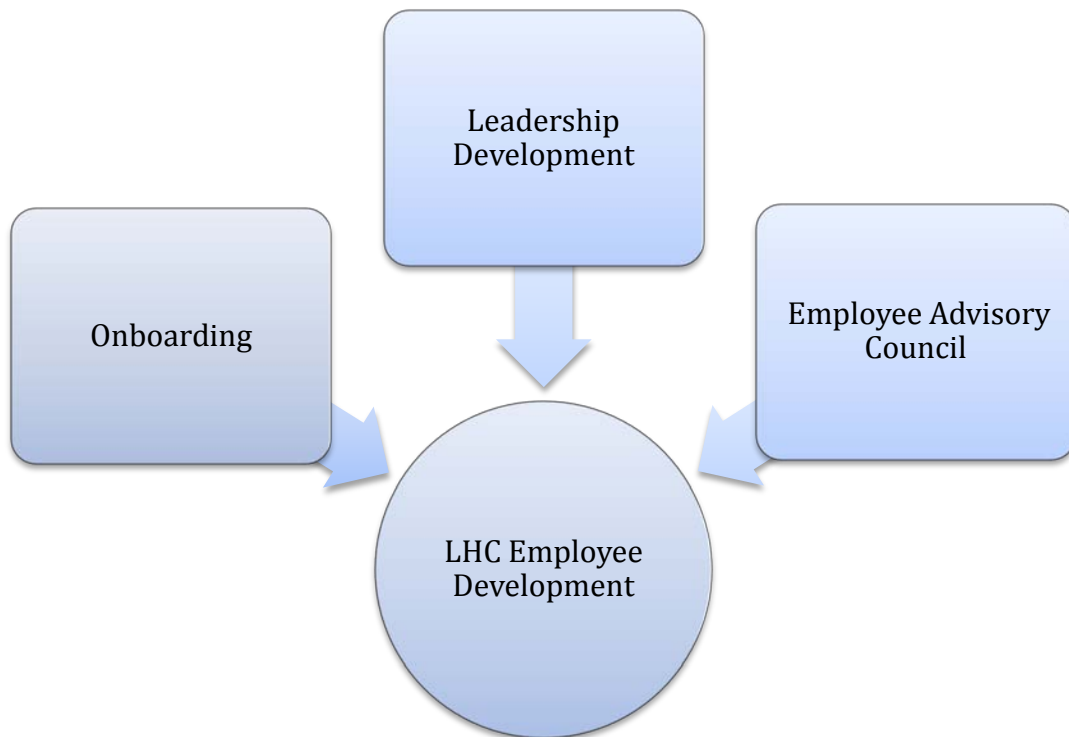 Leadership
Development
Onboarding
Employee Advisory
Council
LHC Employee
Development